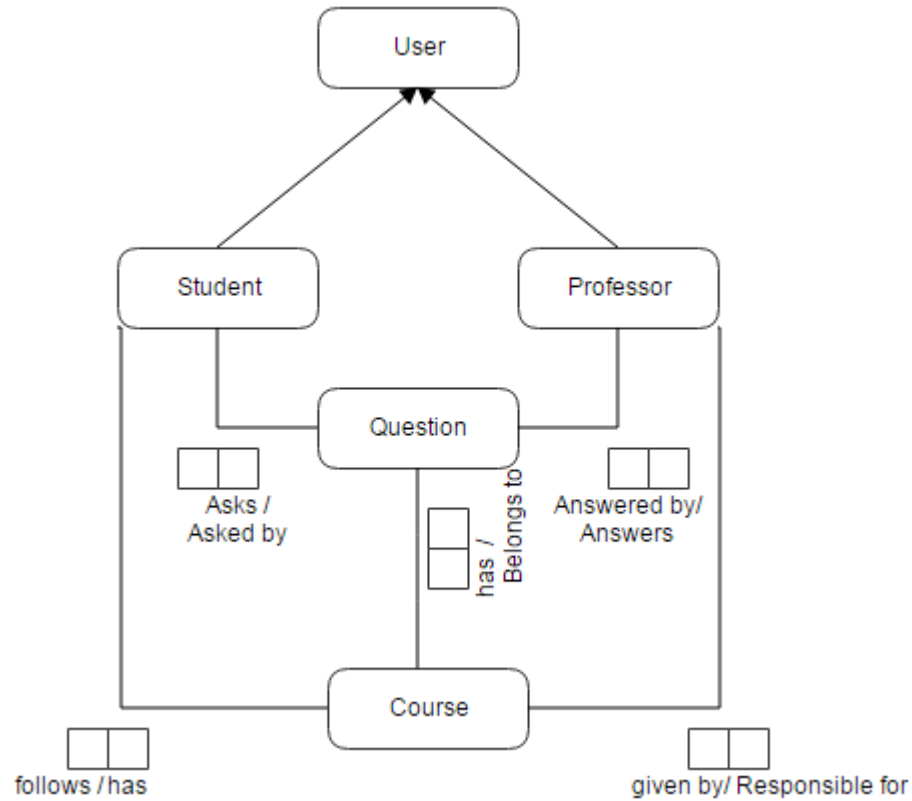 User
Student
Professor
Question
Asks /
Asked by
has /
Belongs to
Answered by/
Answers
Course
follows / has
given by/ Responsible for